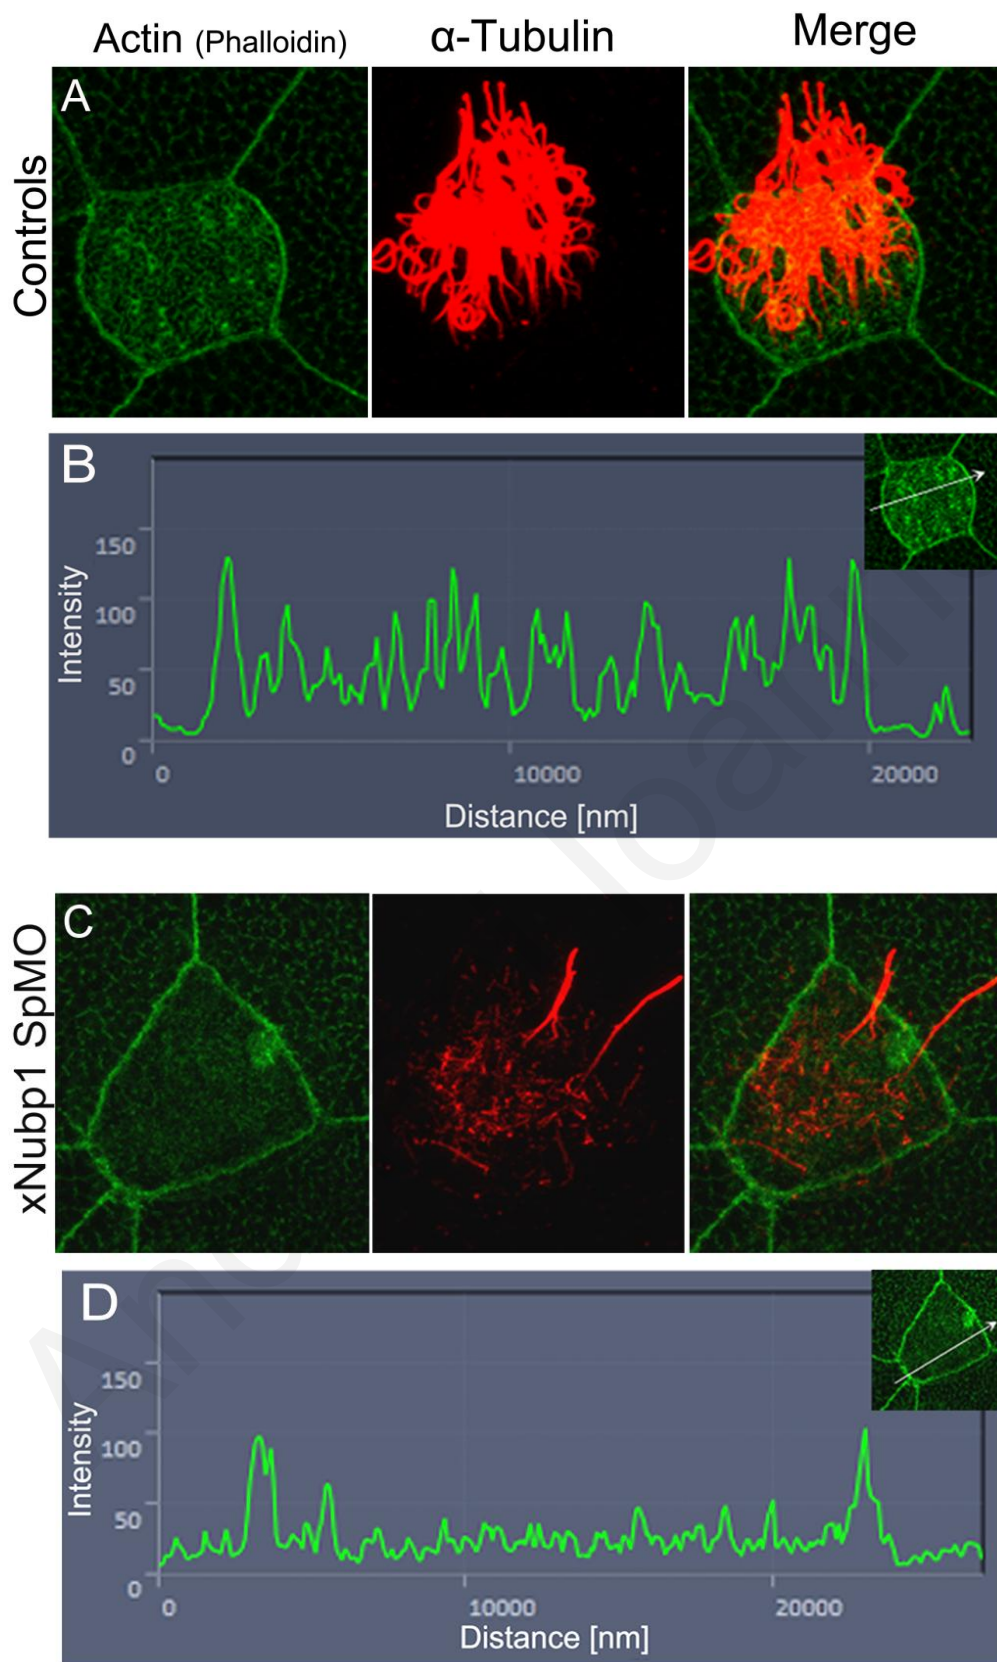 Actin (Phalloidin) α-Tubulin Merge
Controls
A
B
Intensity
150
100
50
0
0 10000 20000
Distance [nm]
xNubp1 SpMO
C
D
Intensity
150
100
50
0
0 10000 20000
Distance [nm]